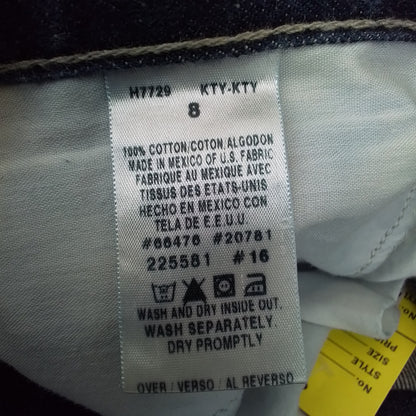 H7729 KTY-KTY
8
100% COTTON/COTON, ALGODON
MADE IN MEXICO OF U.S. FABRIC
FABRIQUE AU MEXIQUE AVEC
TISSUS DES ETATS-UNIS
HECHO EN MEXICO CON
TELA DE E.E.U.U.
#66476 #20781
225581 #16
WASH AND DRY INSIDE OUT.
WASH SEPARATELY.
DRY PROMPTLY
OVER / VERSO / AL REVERSO
NO.
STYLE
SIZE